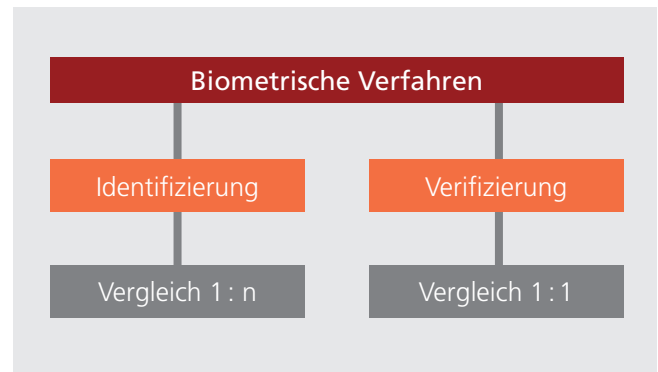 Biometrische Verfahren
Identifizierung
Verifizierung
Vergleich 1 : n
Vergleich 1 : 1